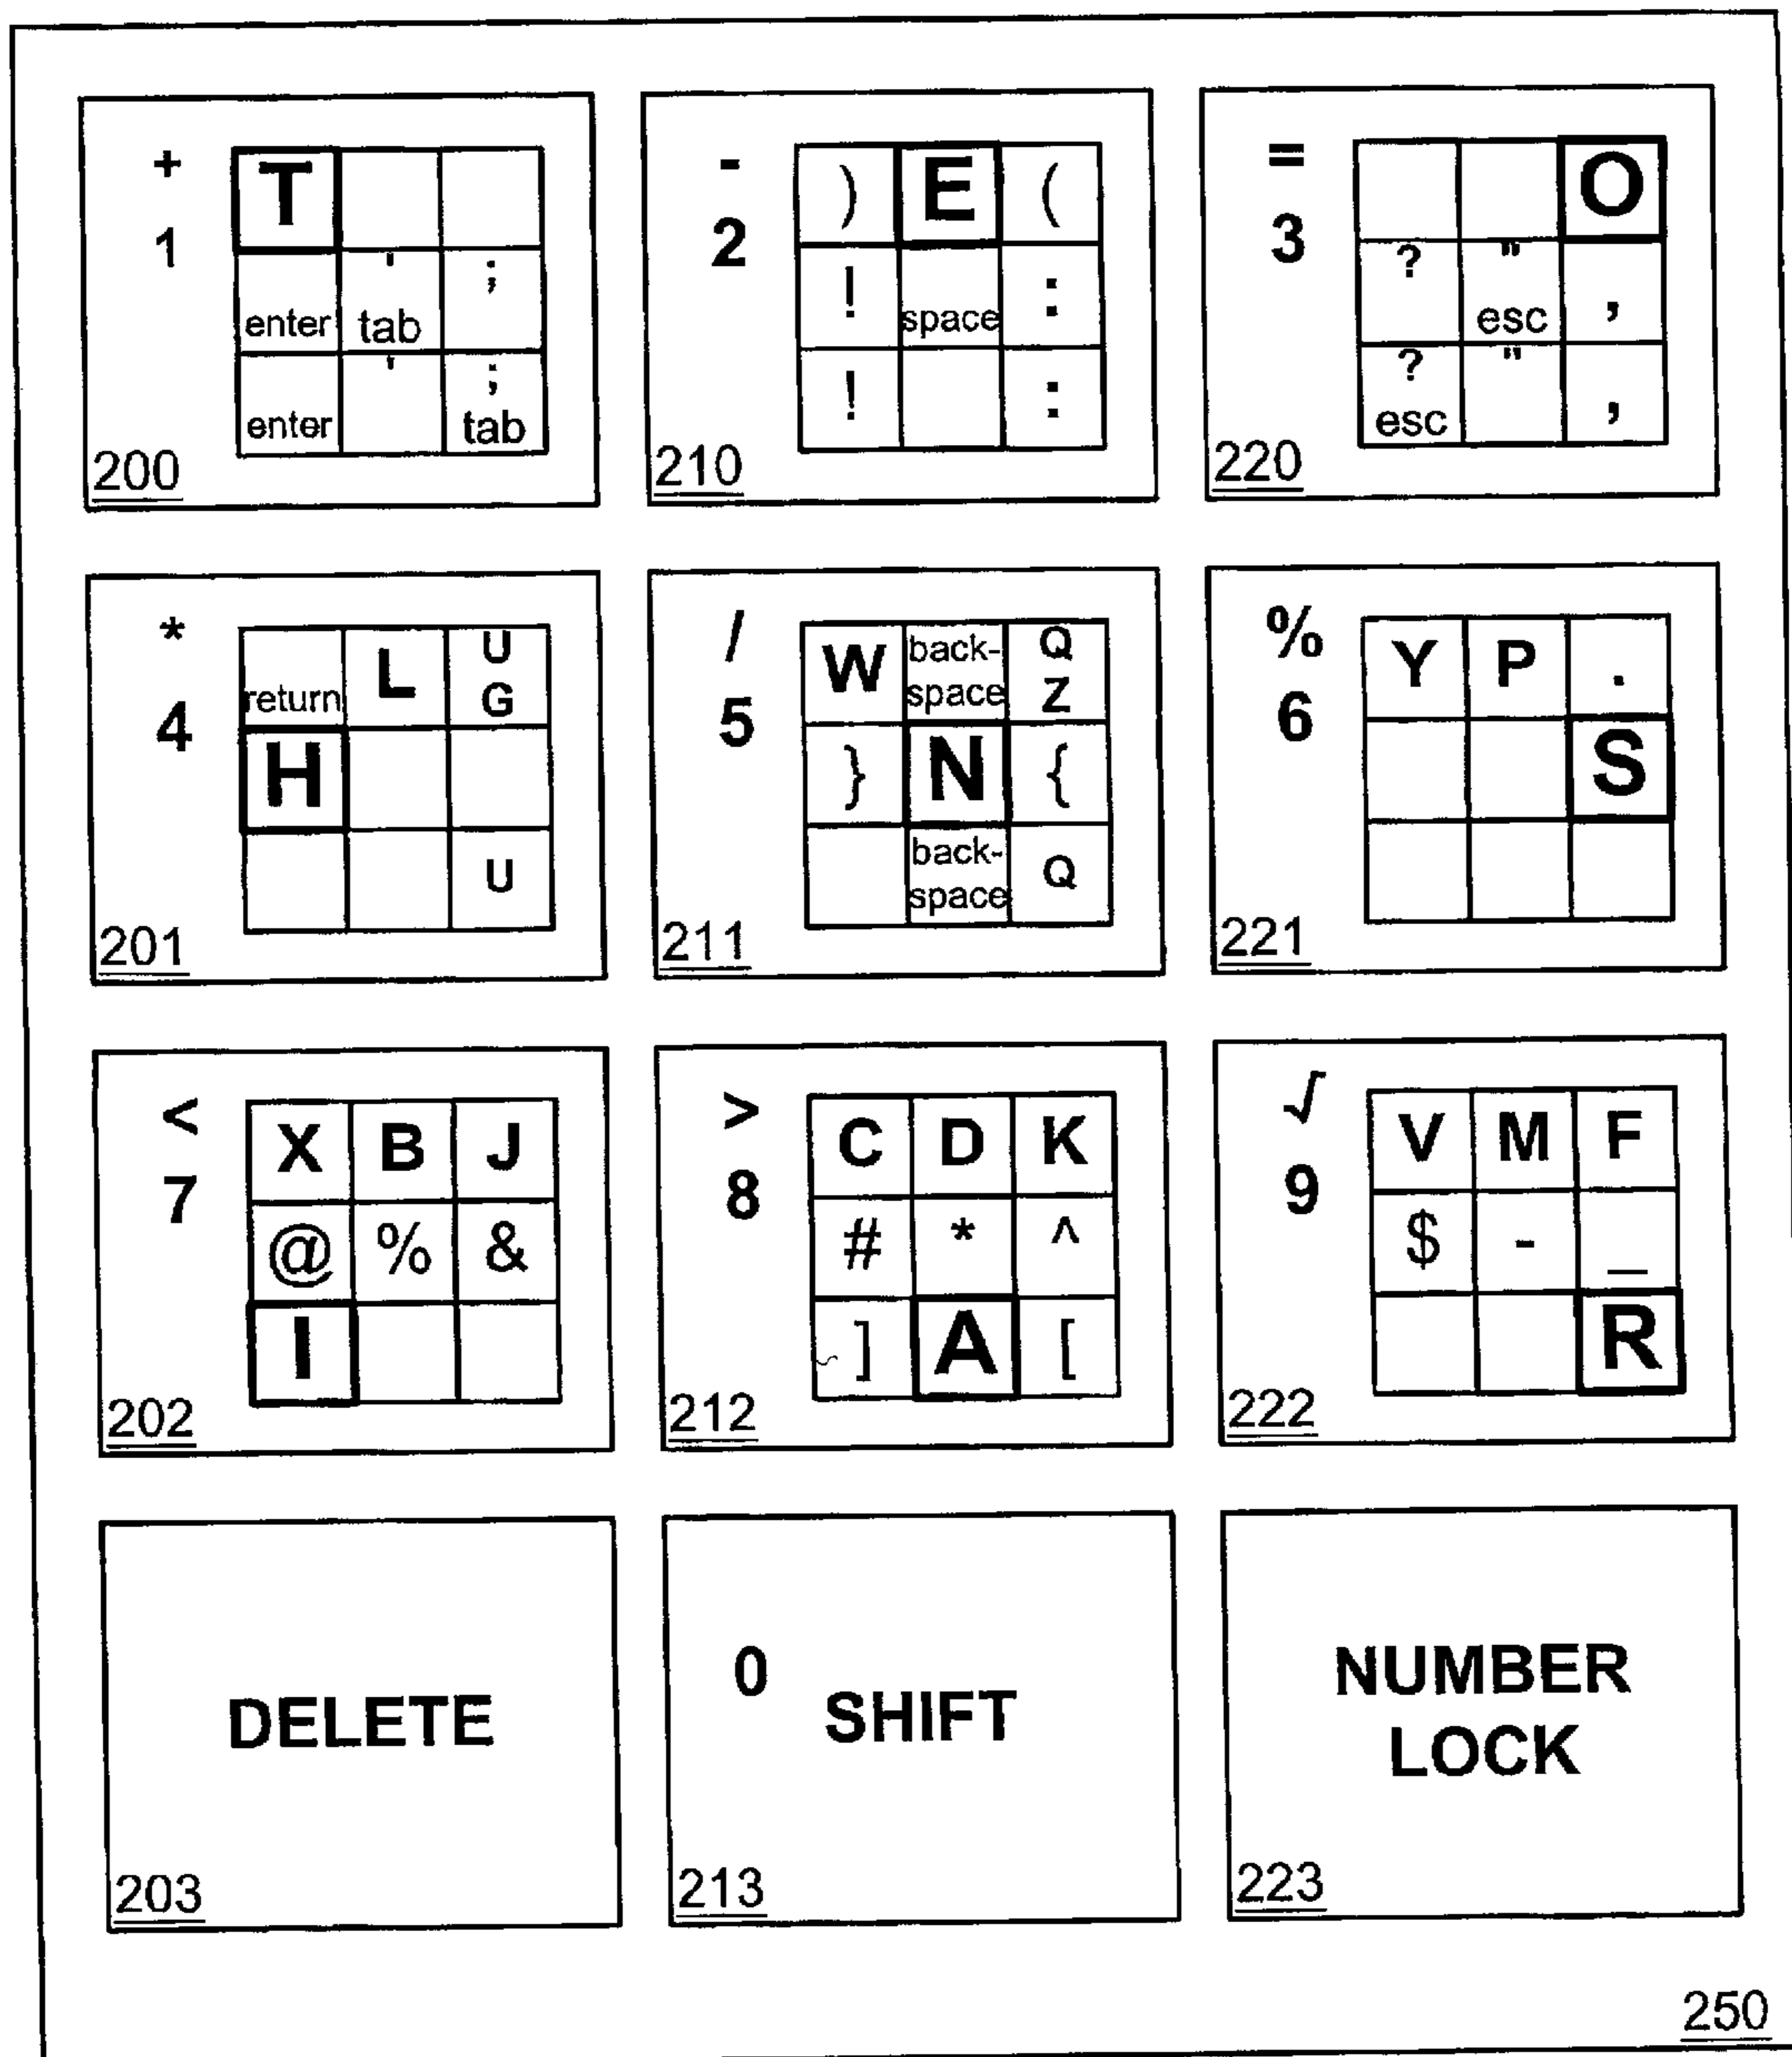 + T - ) E ( = O
1 enter ' tab ; 2 ! space : 3 ? " esc ,
enter ' ; tab ! : ? esc " ,
200 210 220
* return L U G / W back-space Q Z % Y P .
4 H 5 } N { 6 S
U back-space Q
201 211 221
< X B J > C D K √ V M F
7 @ % & 8 # * ^ 9 $ - _
I ] A [ R
202 212 222
DELETE 0 SHIFT NUMBER
LOCK
203 213 223
250